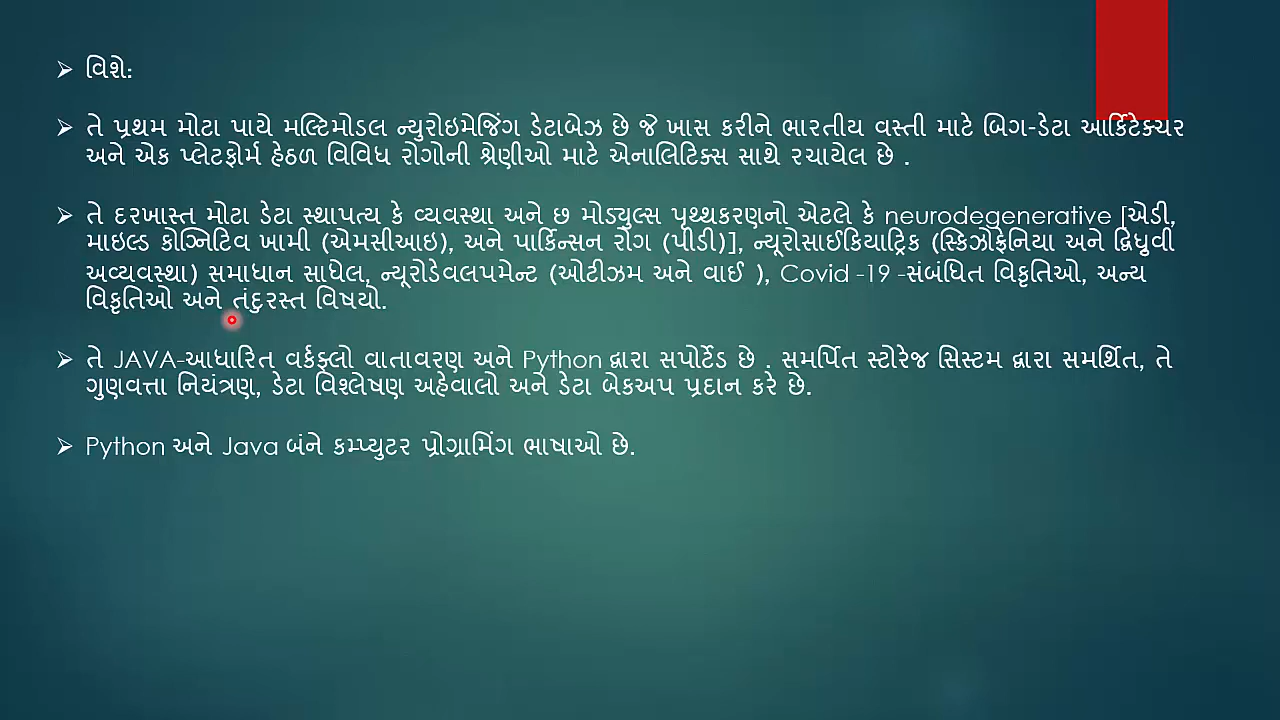 વિશે:
તે પ્રથમ મોટા પાયે મલ્ટિમોડલ ન્યુરોઇમેજિંગ ડેટાબેઝ છે જે ખાસ કરીને ભારતીય વસ્તી માટે બિગ-ડેટા આર્કિટેક્ચર
અને એક પ્લેટફોર્મ હેઠળ વિવિધ રોગોની શ્રેણીઓ માટે એનાલિટિક્સ સાથે રચાયેલ છે .
તે દરખાસ્ત મોટા ડેટા સ્થાપત્ય કે વ્યવસ્થા અને છ મોડ્યુલ્સ પૃથ્થકરણનો એટલે કે neurodegenerative [એડી,
માઇલ્ડ કોગ્નિટિવ ખામી (એમસીઆઇ), અને પાર્કિન્સન રોગ (પીડી)], ન્યૂરોસાઈકિયાટ્રિક (સ્કિઝોફ્રેનિયા અને દ્વિધ્રુવી
અવ્યવસ્થા) સમાધાન સાધેલ, ન્યૂરોડેવલપમેન્ટ (ઓટીઝમ અને વાઈ ), Covid -19 -સંબંધિત વિકૃતિઓ, અન્ય
વિકૃતિઓ અને તંદુરસ્ત વિષયો.
તે JAVA-આધારિત વર્કફ્લો વાતાવરણ અને Python દ્વારા સપોર્ટેડ છે . સમર્પિત સ્ટોરેજ સિસ્ટમ દ્વારા સમર્થિત, તે
ગુણવત્તા નિયંત્રણ, ડેટા વિશ્લેષણ અહેવાલો અને ડેટા બેકઅપ પ્રદાન કરે છે.
Python અને Java બંને કમ્પ્યુટર પ્રોગ્રામિંગ ભાષાઓ છે.